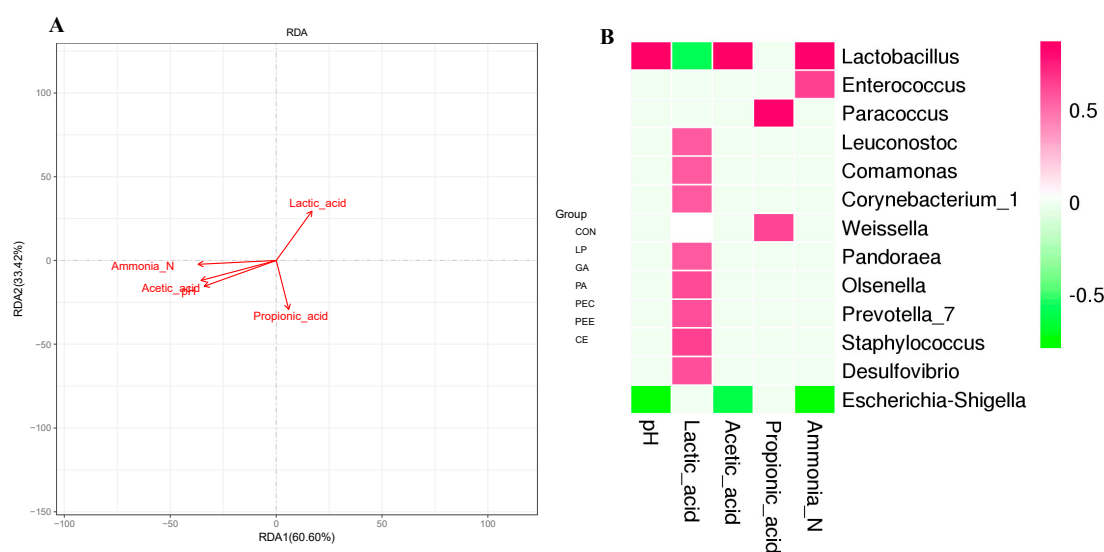 A
RDA
100
50
0
−50
−100
−150
−100
−50
0
50
100
RDA1(60.60%)
RDA2(33.42%)
Lactic_acid
Ammonia_N
Acetic_acid
pH
Propionic_acid
Group
CON
LP
GA
PA
PEC
PEE
CE
B
Lactobacillus
Enterococcus
Paracoccus
Leuconostoc
Comamonas
Corynebacterium_1
Weissella
Pandoraea
Olsenella
Prevotella_7
Staphylococcus
Desulfovibrio
Escherichia-Shigella
pH
Lactic_acid
Acetic_acid
Propionic_acid
Ammonia_N
0.5
0
-0.5